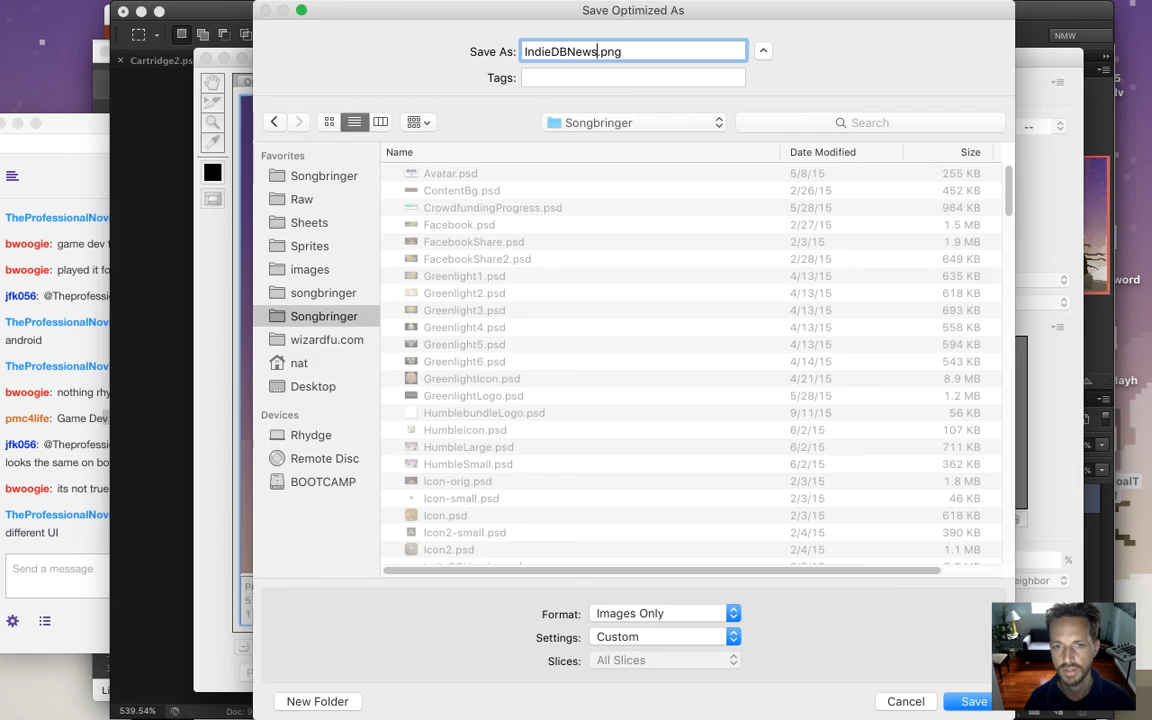 Save Optimized As
NMW
Cartridge2.ps
Save As: IndieDBNews.png
Tags:
Songbringer
Search
Favorites
Songbringer
Raw
Sheets
Sprites
images
songbringer
Songbringer
wizardfu.com
nat
Desktop
Devices
Rhydge
Remote Disc
BOOTCAMP
Name Date Modified Size
Avatar.psd 5/8/15 255 KB
ContentBg.psd 2/26/15 452 KB
CrowdfundingProgress.psd 5/28/15 964 KB
Facebook.psd 2/27/15 1.5 MB
FacebookShare.psd 2/3/15 1.9 MB
FacebookShare2.psd 2/28/15 649 KB
Greenlight1.psd 4/13/15 635 KB
Greenlight2.psd 4/13/15 618 KB
Greenlight3.psd 4/13/15 693 KB
Greenlight4.psd 4/13/15 558 KB
Greenlight5.psd 4/13/15 594 KB
Greenlight6.psd 4/14/15 543 KB
GreenlightIcon.psd 4/21/15 8.9 MB
GreenlightLogo.psd 5/28/15 1.2 MB
HumblebundleLogo.psd 9/11/15 56 KB
HumbleIcon.psd 6/2/15 107 KB
HumbleLarge.psd 6/2/15 711 KB
HumbleSmall.psd 6/2/15 362 KB
Icon-orig.psd 2/3/15 1.8 MB
Icon-small.psd 2/3/15 46 KB
Icon.psd 2/3/15 618 KB
Icon2-small.psd 2/4/15 390 KB
Icon2.psd 2/4/15 1.1 MB
Format: Images Only
Settings: Custom
Slices: All Slices
New Folder
Cancel
Save
TheProfessionalNov
bwoogie: game dev t
bwoogie: played it fo
jfk056: @Theprofessi
TheProfessionalNov
android
TheProfessionalNov
bwoogie: nothing rhy
pmc4life: Game Dev
jfk056: @Theprofessi
looks the same on bo
bwoogie: its not true
TheProfessionalNov
different UI
Send a message
539.54%
Doc: 9
--
word
Mayh
%
eighbor